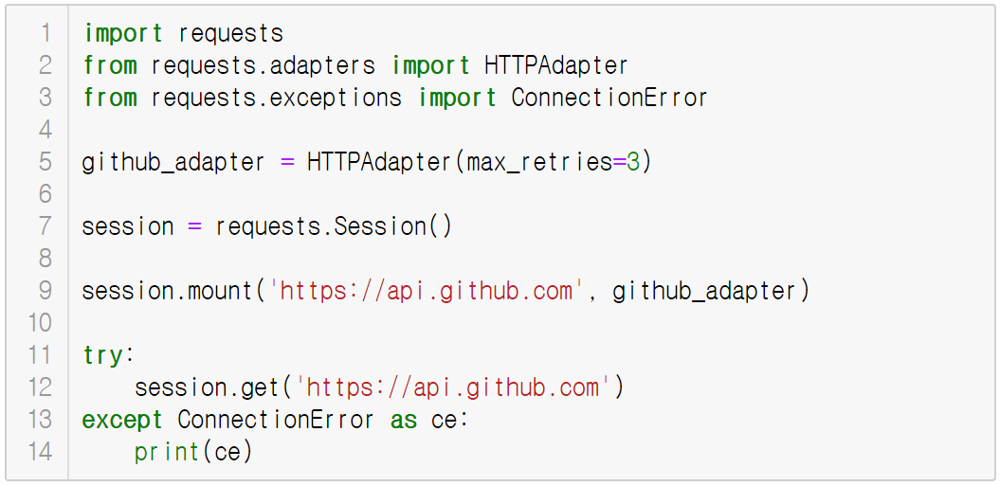 1 import requests
2 from requests.adapters import HTTPAdapter
3 from requests.exceptions import ConnectionError
4
5 github_adapter = HTTPAdapter(max_retries=3)
6
7 session = requests.Session()
8
9 session.mount('https://api.github.com', github_adapter)
10
11 try:
12     session.get('https://api.github.com')
13 except ConnectionError as ce:
14     print(ce)